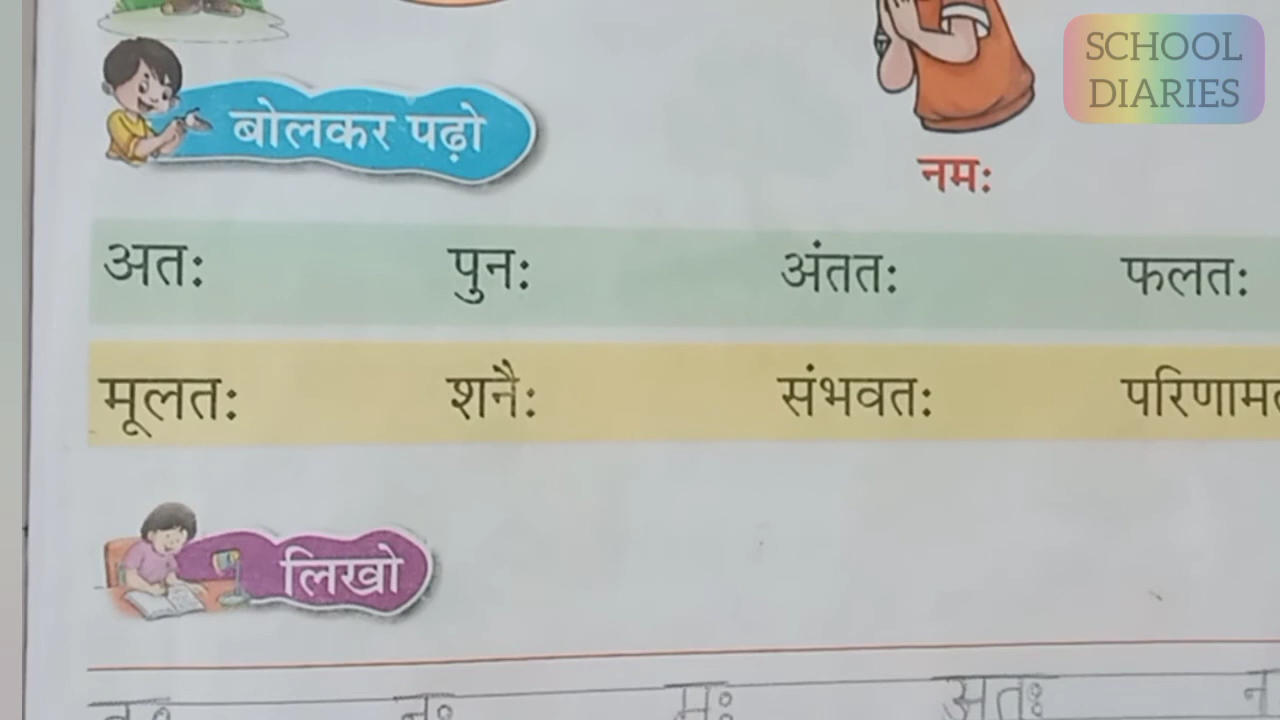 SCHOOL
DIARIES
बोलकर पढ़ो
नमः
अतः पुनः अंततः फलतः
मूलतः शनैः संभवतः
लिखो
तः नः मः अतः